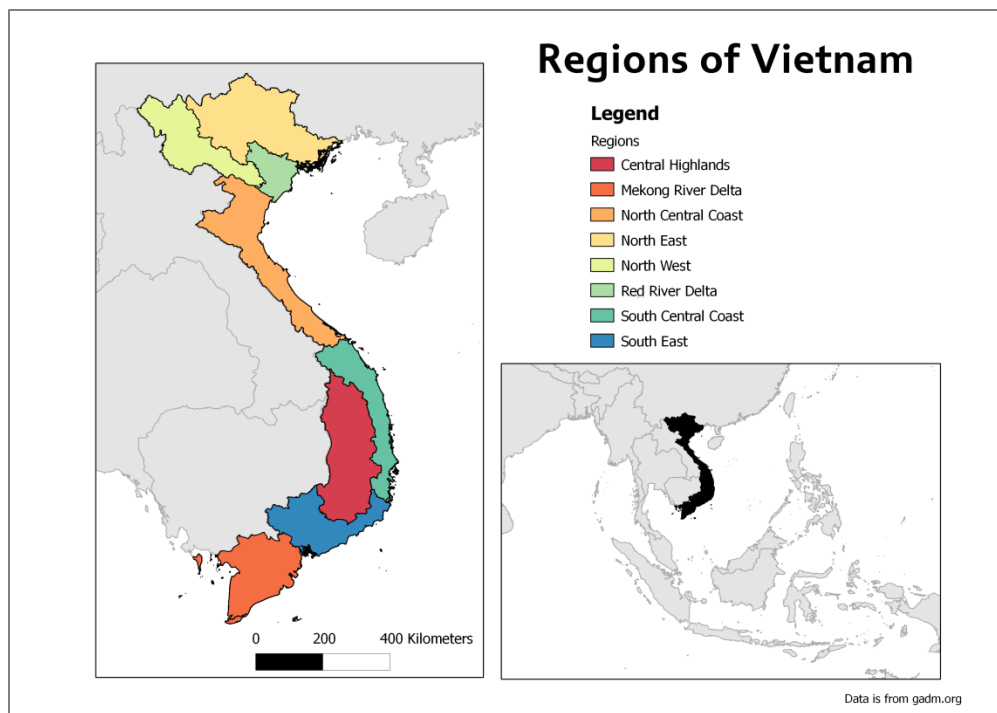 Regions of Vietnam
Legend
Regions
Central Highlands
Mekong River Delta
North Central Coast
North East
North West
Red River Delta
South Central Coast
South East
0 200 400 Kilometers
Data is from gadm.org